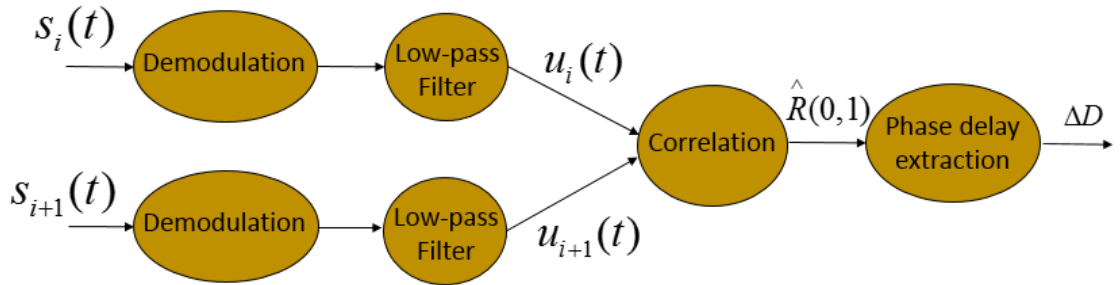 s_i(t)
Demodulation
Low-pass
Filter
u_i(t)
s_{i+1}(t)
Demodulation
Low-pass
Filter
u_{i+1}(t)
Correlation
\hat{R}(0,1)
Phase delay
extraction
ΔD